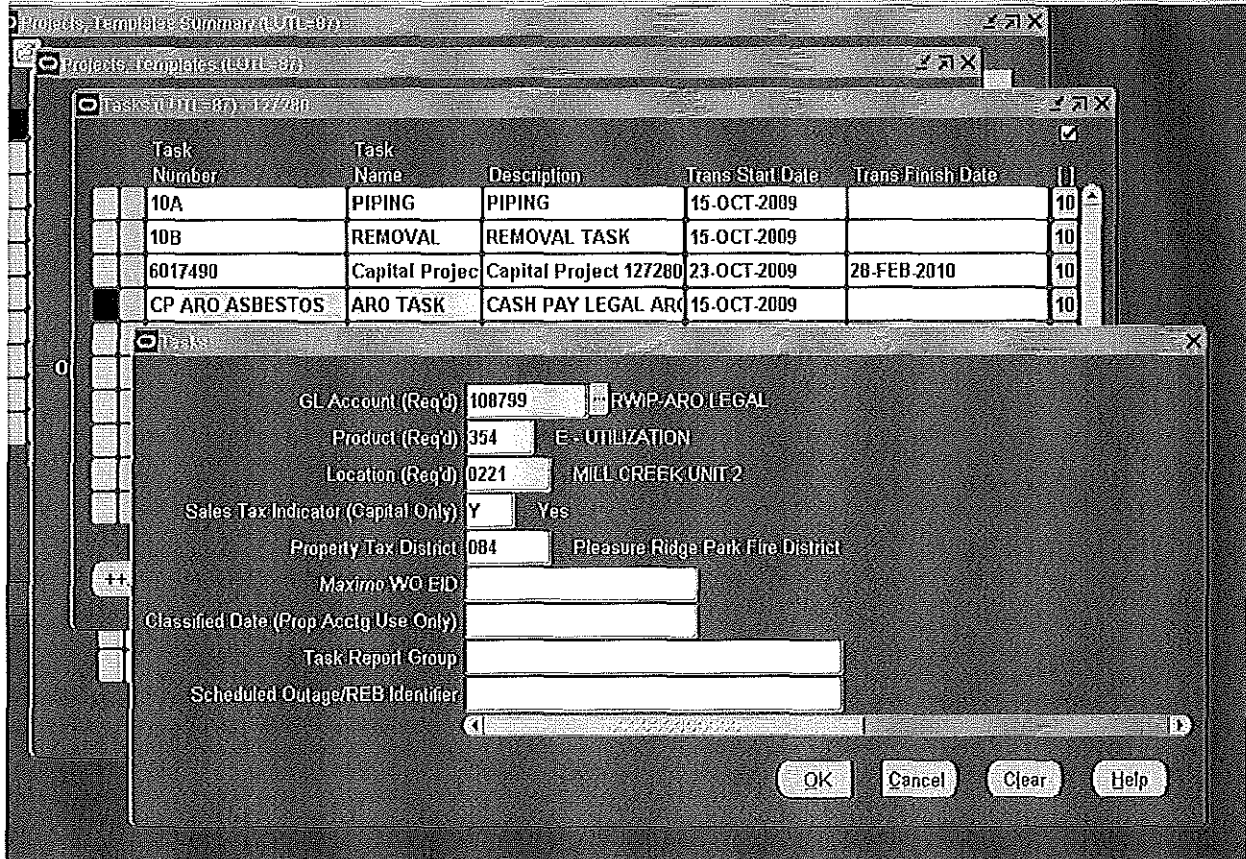 Projects, Templates Summary (LUTL=87)
Projects, Templates (LUTL=87)
Tasks (LUTL=87) - 127280
Task Number Task Name Description Trans Start Date Trans Finish Date [ ]
10A PIPING PIPING 15-OCT-2009 10
10B REMOVAL REMOVAL TASK 15-OCT-2009 10
6017490 Capital Projec Capital Project 127280 23-OCT-2009 28-FEB-2010 10
CP ARO ASBESTOS ARO TASK CASH PAY LEGAL ARO 15-OCT-2009 10
Tasks
O
GL Account (Req'd) 108799 ... RWIP-ARO LEGAL
Product (Req'd) 354 E - UTILIZATION
Location (Req'd) 0221 MILL CREEK UNIT 2
Sales Tax Indicator (Capital Only) Y Yes
Property Tax District 084 Pleasure Ridge Park Fire District
Maximo WO EID
Classified Date (Prop Acctg Use Only)
Task Report Group
Scheduled Outage/REB Identifier
OK Cancel Clear Help